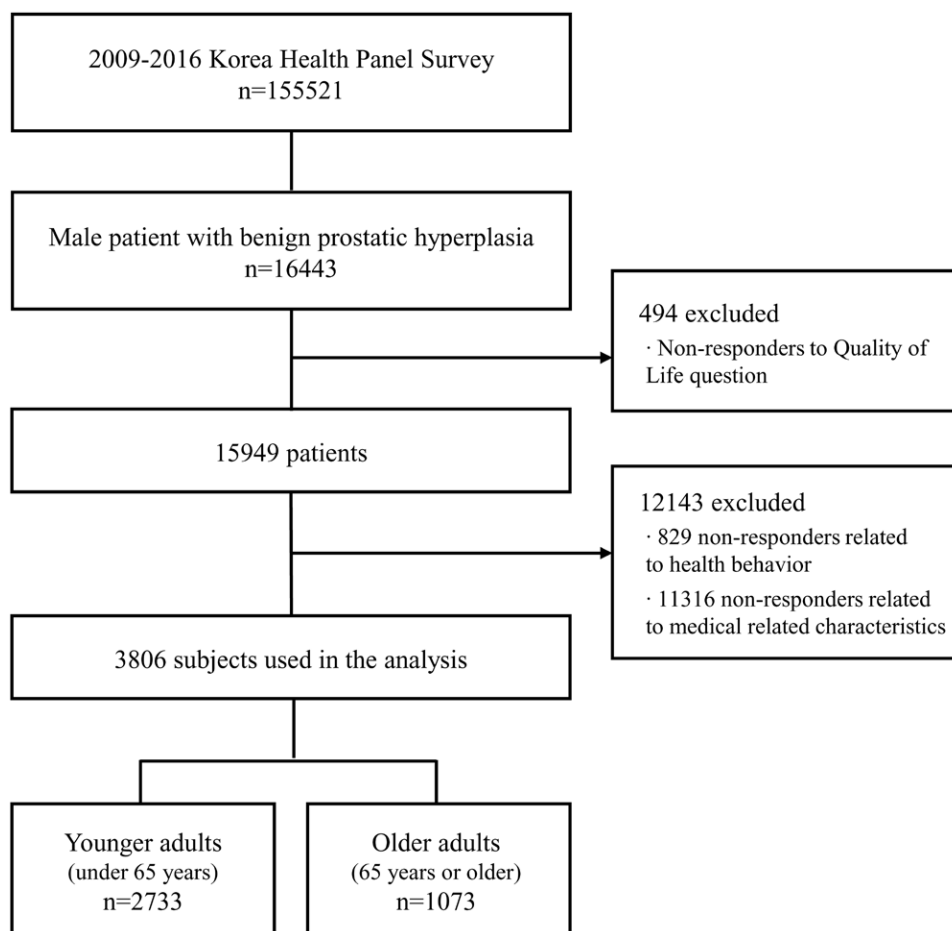 2009-2016 Korea Health Panel Survey
n=155521
Male patient with benign prostatic hyperplasia
n=16443
494 excluded
· Non-responders to Quality of
Life question
15949 patients
12143 excluded
· 829 non-responders related
to health behavior
· 11316 non-responders related
to medical related characteristics
3806 subjects used in the analysis
Younger adults
(under 65 years)
n=2733
Older adults
(65 years or older)
n=1073